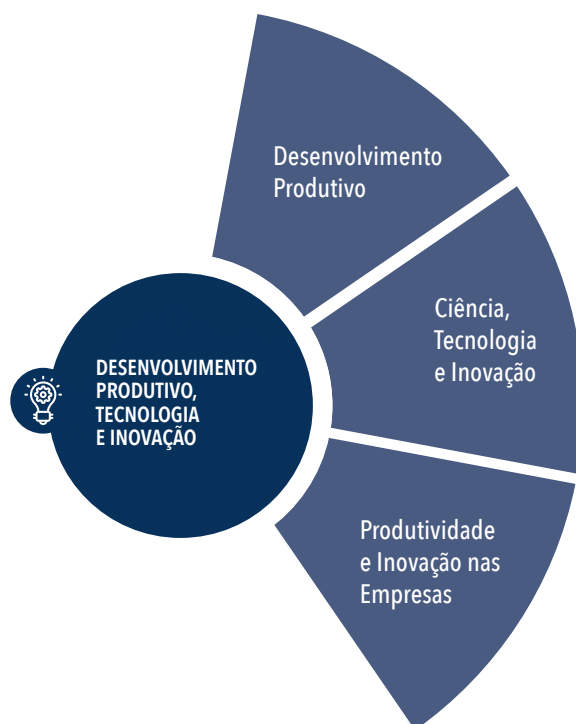 Desenvolvimento
Produtivo
Ciência,
Tecnologia
e Inovação
DESENVOLVIMENTO
PRODUTIVO,
TECNOLOGIA
E INOVAÇÃO
Produtividade
e Inovação nas
Empresas